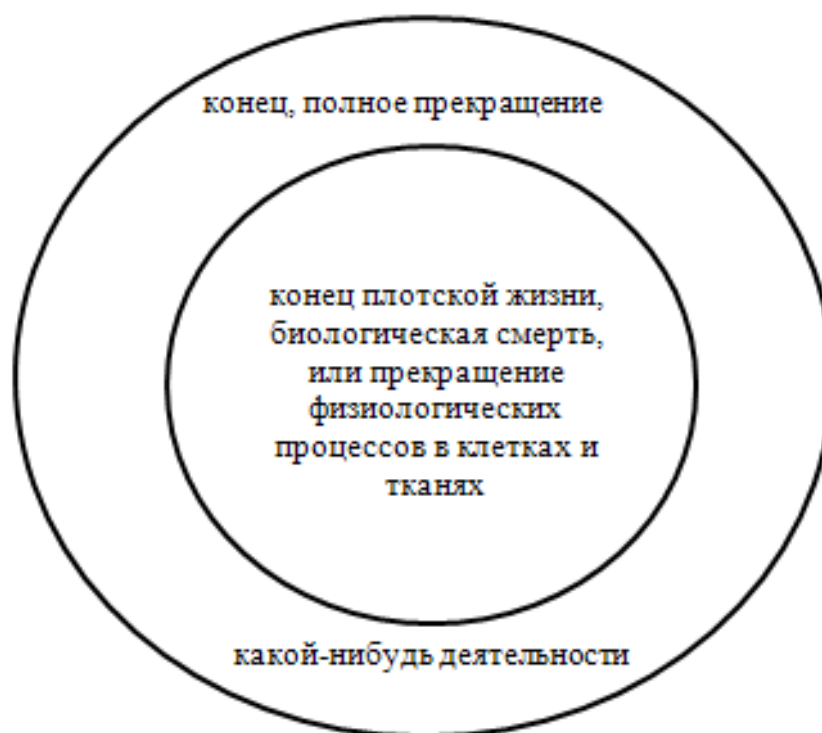 конец, полное прекращение
конец плотской жизни,
биологическая смерть,
или прекращение
физиологических
процессов в клетках и
тканях
какой-нибудь деятельности